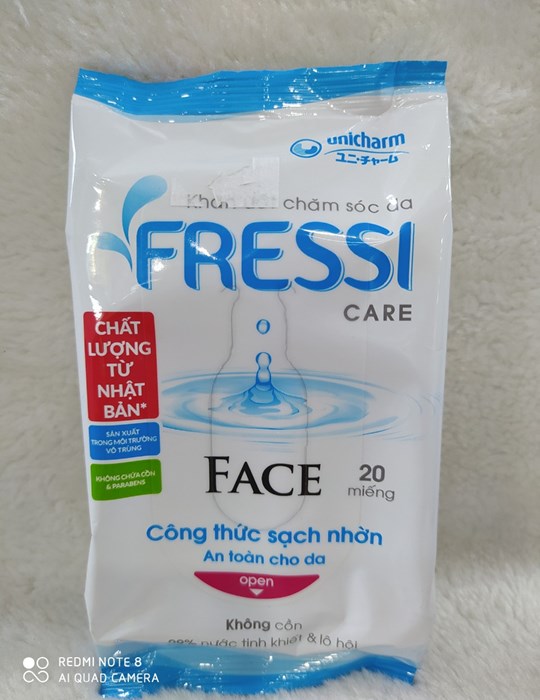 unicharm
ユニ・チャーム
Khăn ướt chăm sóc da
FRESSI
CARE
CHẤT
LƯỢNG
TỪ
NHẬT
BẢN*
SẢN XUẤT
TRONG MÔI TRƯỜNG
VÔ TRÙNG
KHÔNG CHỨA CỒN
& PARABENS
FACE
20
miếng
Công thức sạch nhờn
An toàn cho da
open
Không cồn
nước tinh khiết & lô hội
REDMI NOTE 8
AI QUAD CAMERA